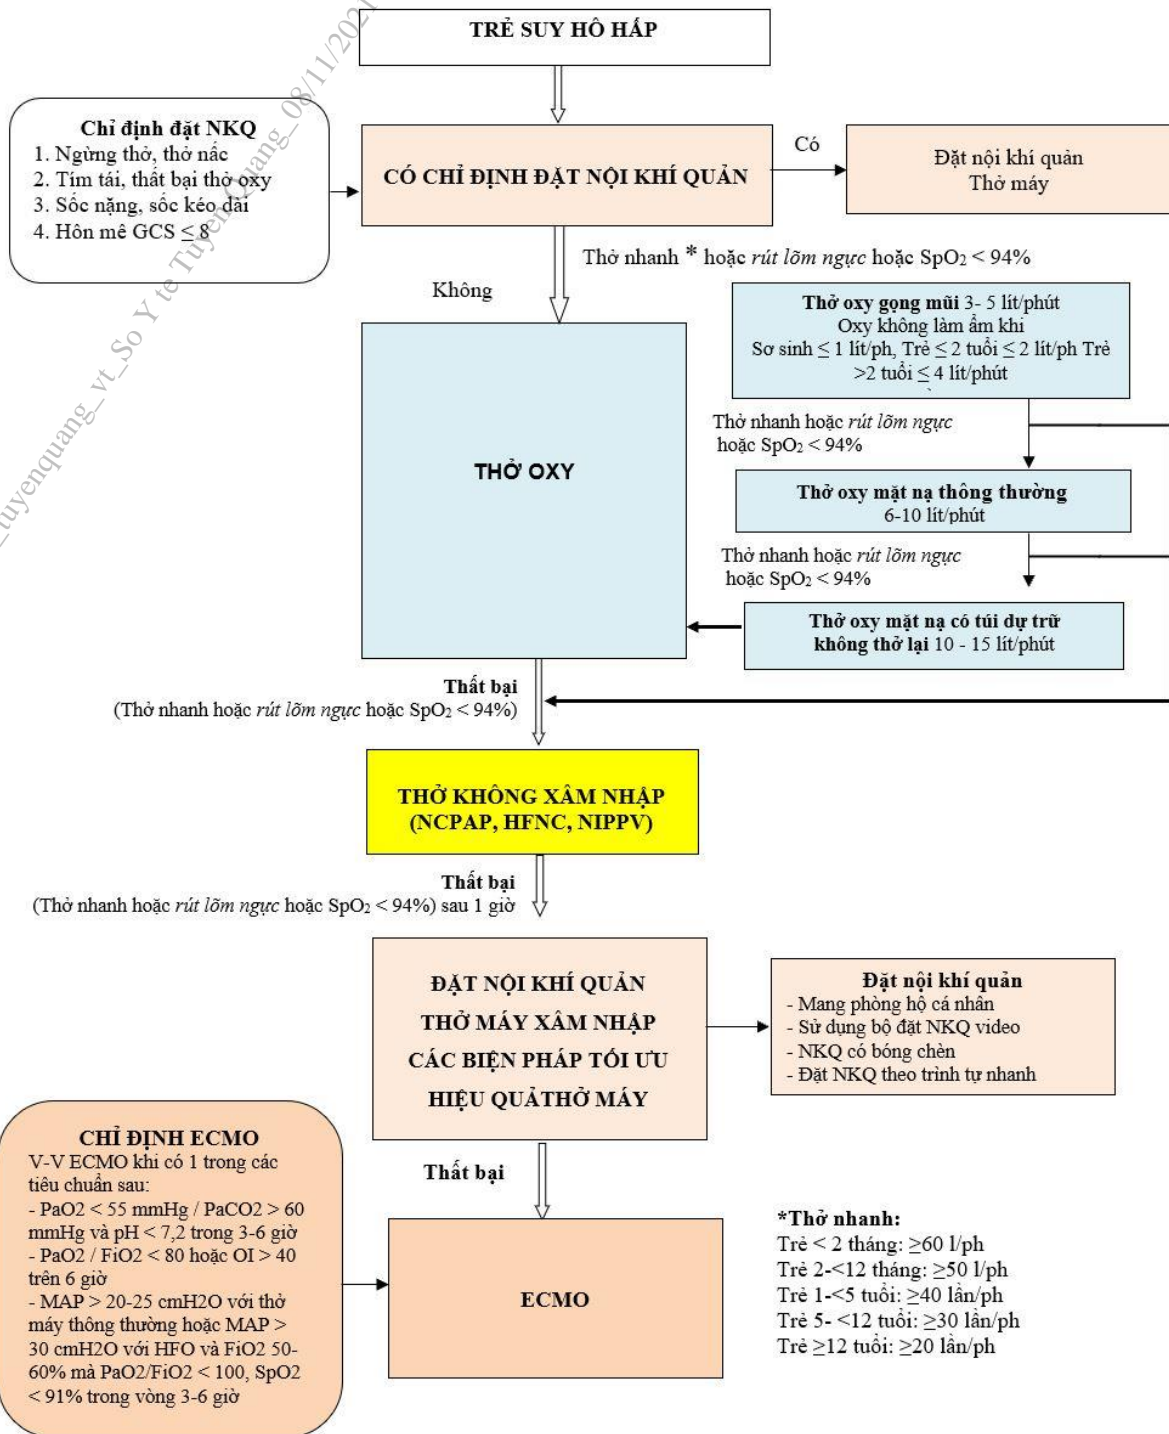 TRẺ SUY HÔ HẤP
Chỉ định đặt NKQ
1. Ngừng thở, thở nấc
2. Tím tái, thất bại thở oxy
3. Sốc nặng, sốc kéo dài
4. Hôn mê GCS ≤ 8
CÓ CHỈ ĐỊNH ĐẶT NỘI KHÍ QUẢN
Có
Đặt nội khí quản
Thở máy
Thở nhanh * hoặc rút lõm ngực hoặc SpO2 < 94%
Không
Thở oxy gọng mũi 3- 5 lít/phút
Oxy không làm ẩm khi
Sơ sinh ≤ 1 lít/ph, Trẻ ≤ 2 tuổi ≤ 2 lít/ph Trẻ
>2 tuổi ≤ 4 lít/phút
Thở nhanh hoặc rút lõm ngực
hoặc SpO2 < 94%
THỞ OXY
Thở oxy mặt nạ thông thường
6-10 lít/phút
Thở nhanh hoặc rút lõm ngực
hoặc SpO2 < 94%
Thở oxy mặt nạ có túi dự trữ
không thở lại 10 - 15 lít/phút
Thất bại
(Thở nhanh hoặc rút lõm ngực hoặc SpO2 < 94%)
THỞ KHÔNG XÂM NHẬP
(NCPAP, HFNC, NIPPV)
Thất bại
(Thở nhanh hoặc rút lõm ngực hoặc SpO2 < 94%) sau 1 giờ
ĐẶT NỘI KHÍ QUẢN
THỞ MÁY XÂM NHẬP
CÁC BIỆN PHÁP TỐI ƯU
HIỆU QUẢTHỞ MÁY
Đặt nội khí quản
- Mang phòng hộ cá nhân
- Sử dụng bộ đặt NKQ video
- NKQ có bóng chèn
- Đặt NKQ theo trình tự nhanh
Thất bại
CHỈ ĐỊNH ECMO
V-V ECMO khi có 1 trong các
tiêu chuẩn sau:
- PaO2 < 55 mmHg / PaCO2 > 60
mmHg và pH < 7,2 trong 3-6 giờ
- PaO2 / FiO2 < 80 hoặc OI > 40
trên 6 giờ
- MAP > 20-25 cmH2O với thở
máy thông thường hoặc MAP >
30 cmH2O với HFO và FiO2 50-
60% mà PaO2/FiO2 < 100, SpO2
< 91% trong vòng 3-6 giờ
ECMO
*Thở nhanh:
Trẻ < 2 tháng: ≥60 l/ph
Trẻ 2-<12 tháng: ≥50 l/ph
Trẻ 1-<5 tuổi: ≥40 lần/ph
Trẻ 5- <12 tuổi: ≥30 lần/ph
Trẻ ≥12 tuổi: ≥20 lần/ph
_tuyenquang_vt_So Y te Tuyen Quang_08/11/2021